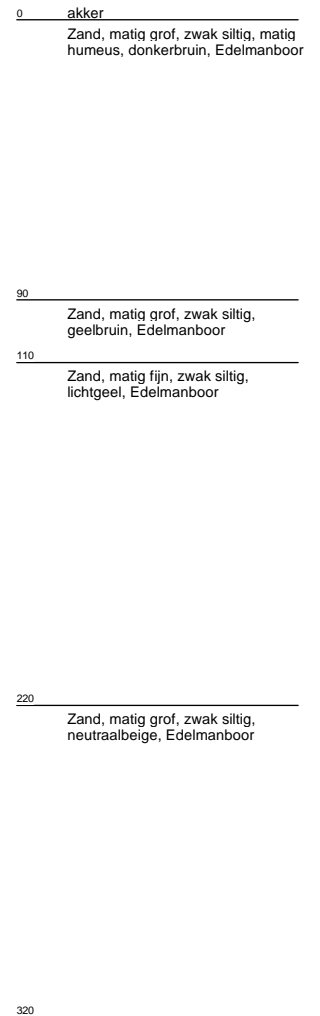 0 akker
Zand, matig grof, zwak siltig, matig
humeus, donkerbruin, Edelmanboor
90
Zand, matig grof, zwak siltig,
geelbruin, Edelmanboor
110
Zand, matig fijn, zwak siltig,
lichtgeel, Edelmanboor
220
Zand, matig grof, zwak siltig,
neutraalbeige, Edelmanboor
320